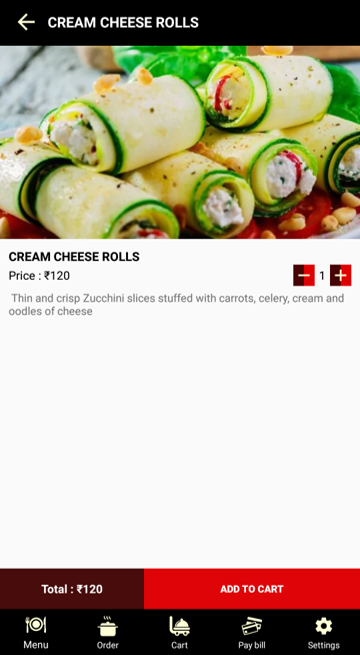 CREAM CHEESE ROLLS
CREAM CHEESE ROLLS
Price : ₹120
1
Thin and crisp Zucchini slices stuffed with carrots, celery, cream and
oodles of cheese
Total : ₹120
ADD TO CART
Menu
Order
Cart
Pay bill
Settings